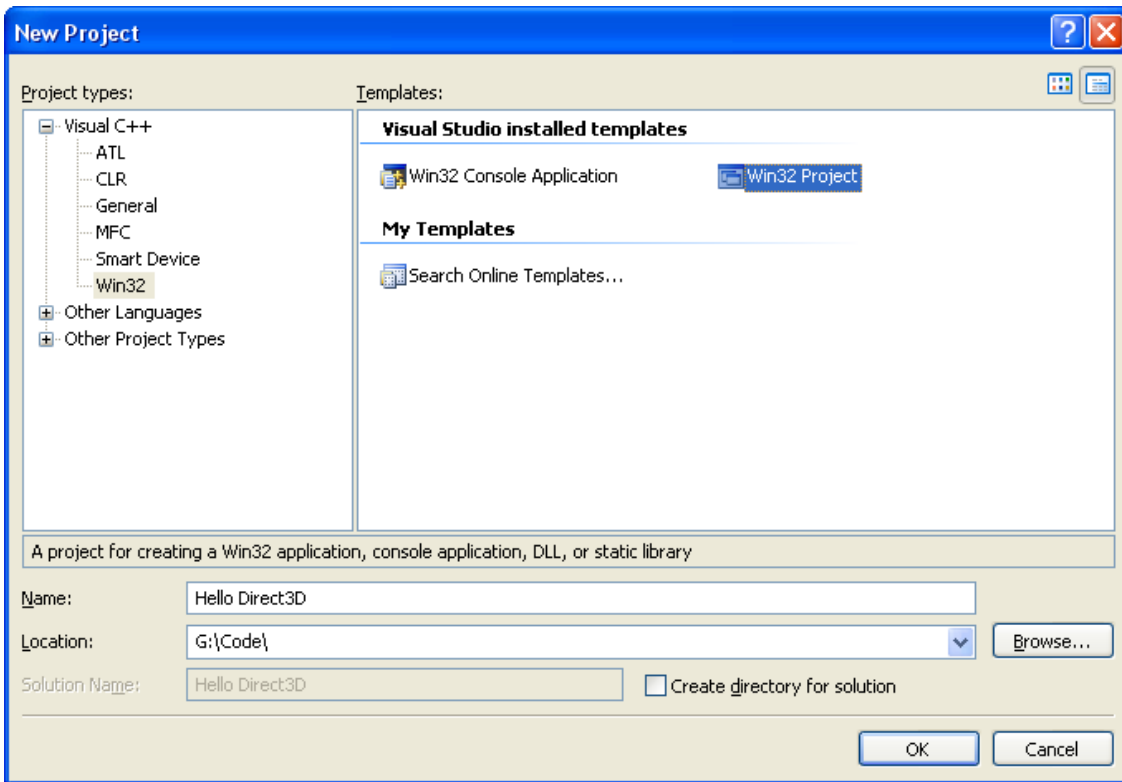 New Project
Project types:
Templates:
Visual C++
ATL
CLR
General
MFC
Smart Device
Win32
Other Languages
Other Project Types
Visual Studio installed templates
Win32 Console Application
Win32 Project
My Templates
Search Online Templates...
A project for creating a Win32 application, console application, DLL, or static library
Name:
Hello Direct3D
Location:
G:\Code\
Browse...
Solution Name:
Hello Direct3D
Create directory for solution
OK
Cancel